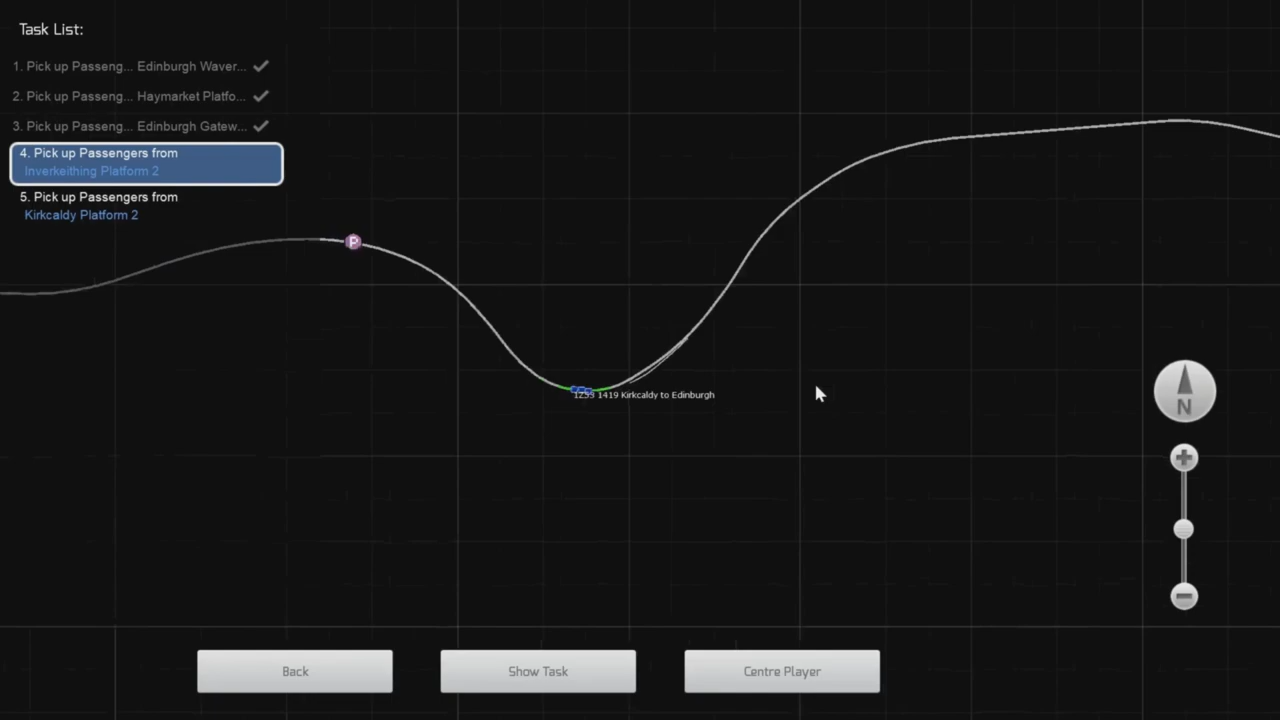 Task List:
1. Pick up Passeng... Edinburgh Waver...
2. Pick up Passeng... Haymarket Platfo...
3. Pick up Passeng... Edinburgh Gatew...
4. Pick up Passengers from
Inverkeithing Platform 2
5. Pick up Passengers from
Kirkcaldy Platform 2
P
1Z53 1419 Kirkcaldy to Edinburgh
N
Back
Show Task
Centre Player